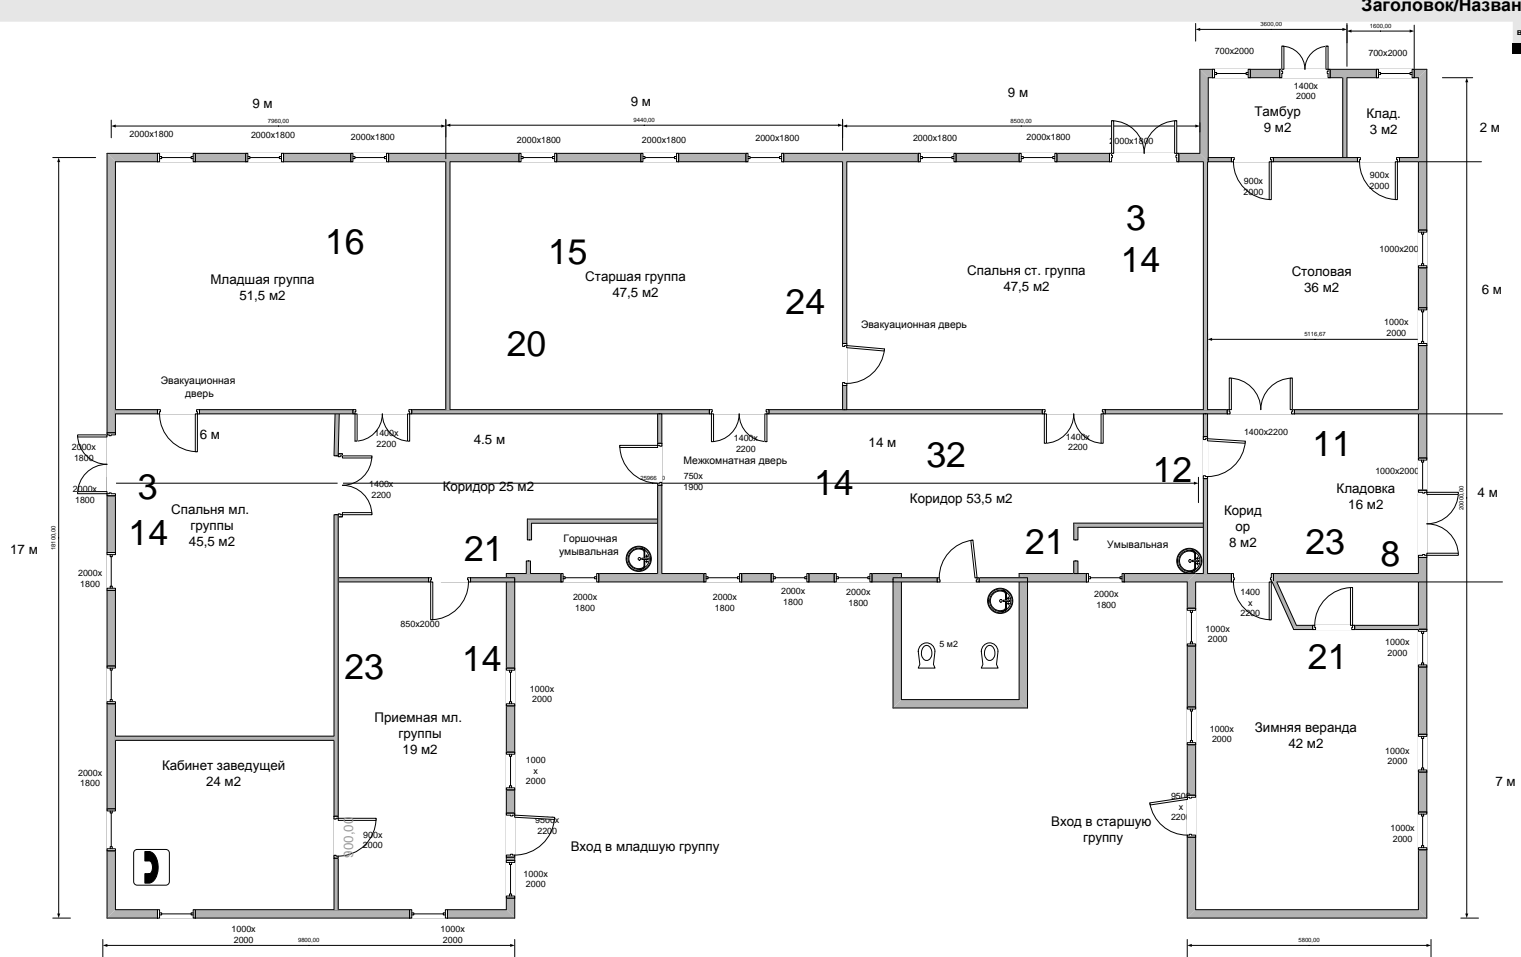 Заголовок/Назван
в
3600,00
1600,00
700x2000
700x2000
9 м
9 м
9 м
1400x
2000
Тамбур
9 м2
Клад.
3 м2
2 м
7960,00
9440,00
8500,00
2000x1800
2000x1800
2000x1800
2000x1800
2000x1800
2000x1800
2000x1800
2000x1800
2000x1800
900x
2000
900x
2000
16
15
3
14
1000x200
Младшая группа
51,5 м2
Старшая группа
47,5 м2
Спальня ст. группа
47,5 м2
Столовая
36 м2
6 м
24
20
Эвакуационная дверь
1000x
2000
5116,67
Эвакуационная
дверь
6 м
1400x
2200
4.5 м
1400x
2200
14 м
1400x
2200
1400x2200
11
2000x
1800
2000x
1800
32
Межкомнатная дверь
750x
1900
12
1000x2000
3
14
1400x
2200
Коридор 25 м2
14
Коридор 53,5 м2
Кладовка
16 м2
4 м
Спальня мл.
группы
45,5 м2
Корид
ор
8 м2
23
8
17 м
18100,00
21
Горшочная
умывальная
21
Умывальная
2000x
1800
2000x
1800
2000x
1800
2000x
1800
2000x
1800
2000x
1800
1400
x
2200
850x2000
1000x
2000
1000x
2000
23
14
5 м2
21
1000x
2000
Приемная мл.
группы
19 м2
1000x
2000
Зимняя веранда
42 м2
Кабинет заведущей
24 м2
2000x
1800
1000
x
2000
1000x
2000
7 м
900,00
900x
2000
9500x
2200
Вход в младшую группу
Вход в старшую
группу
9500
x
2200
1000x
2000
1000x
2000
1000x
2000
1000x
2000
9800,00
5800,00